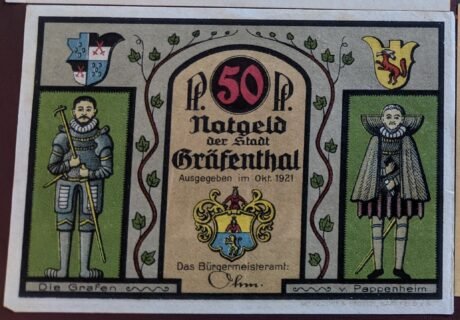 Pf. 50 Pf.
Notgeld
der Stadt
Gräfenthal
Ausgegeben im Okt. 1921
Das Bürgermeisteramt:
Die Grafen
v. Pappenheim